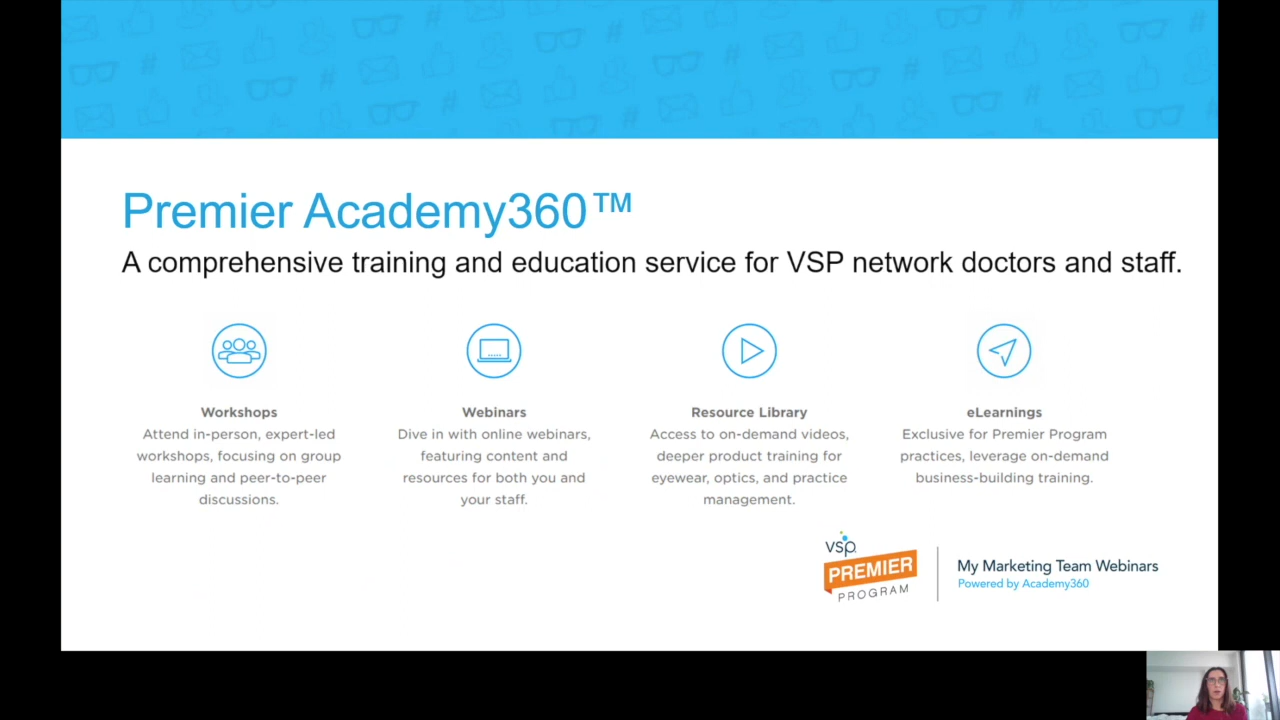 Premier Academy360™
A comprehensive training and education service for VSP network doctors and staff.
Workshops
Attend in-person, expert-led
workshops, focusing on group
learning and peer-to-peer
discussions.
Webinars
Dive in with online webinars,
featuring content and
resources for both you and
your staff.
Resource Library
Access to on-demand videos,
deeper product training for
eyewear, optics, and practice
management.
eLearnings
Exclusive for Premier Program
practices, leverage on-demand
business-building training.
vsp
PREMIER
PROGRAM
My Marketing Team Webinars
Powered by Academy360